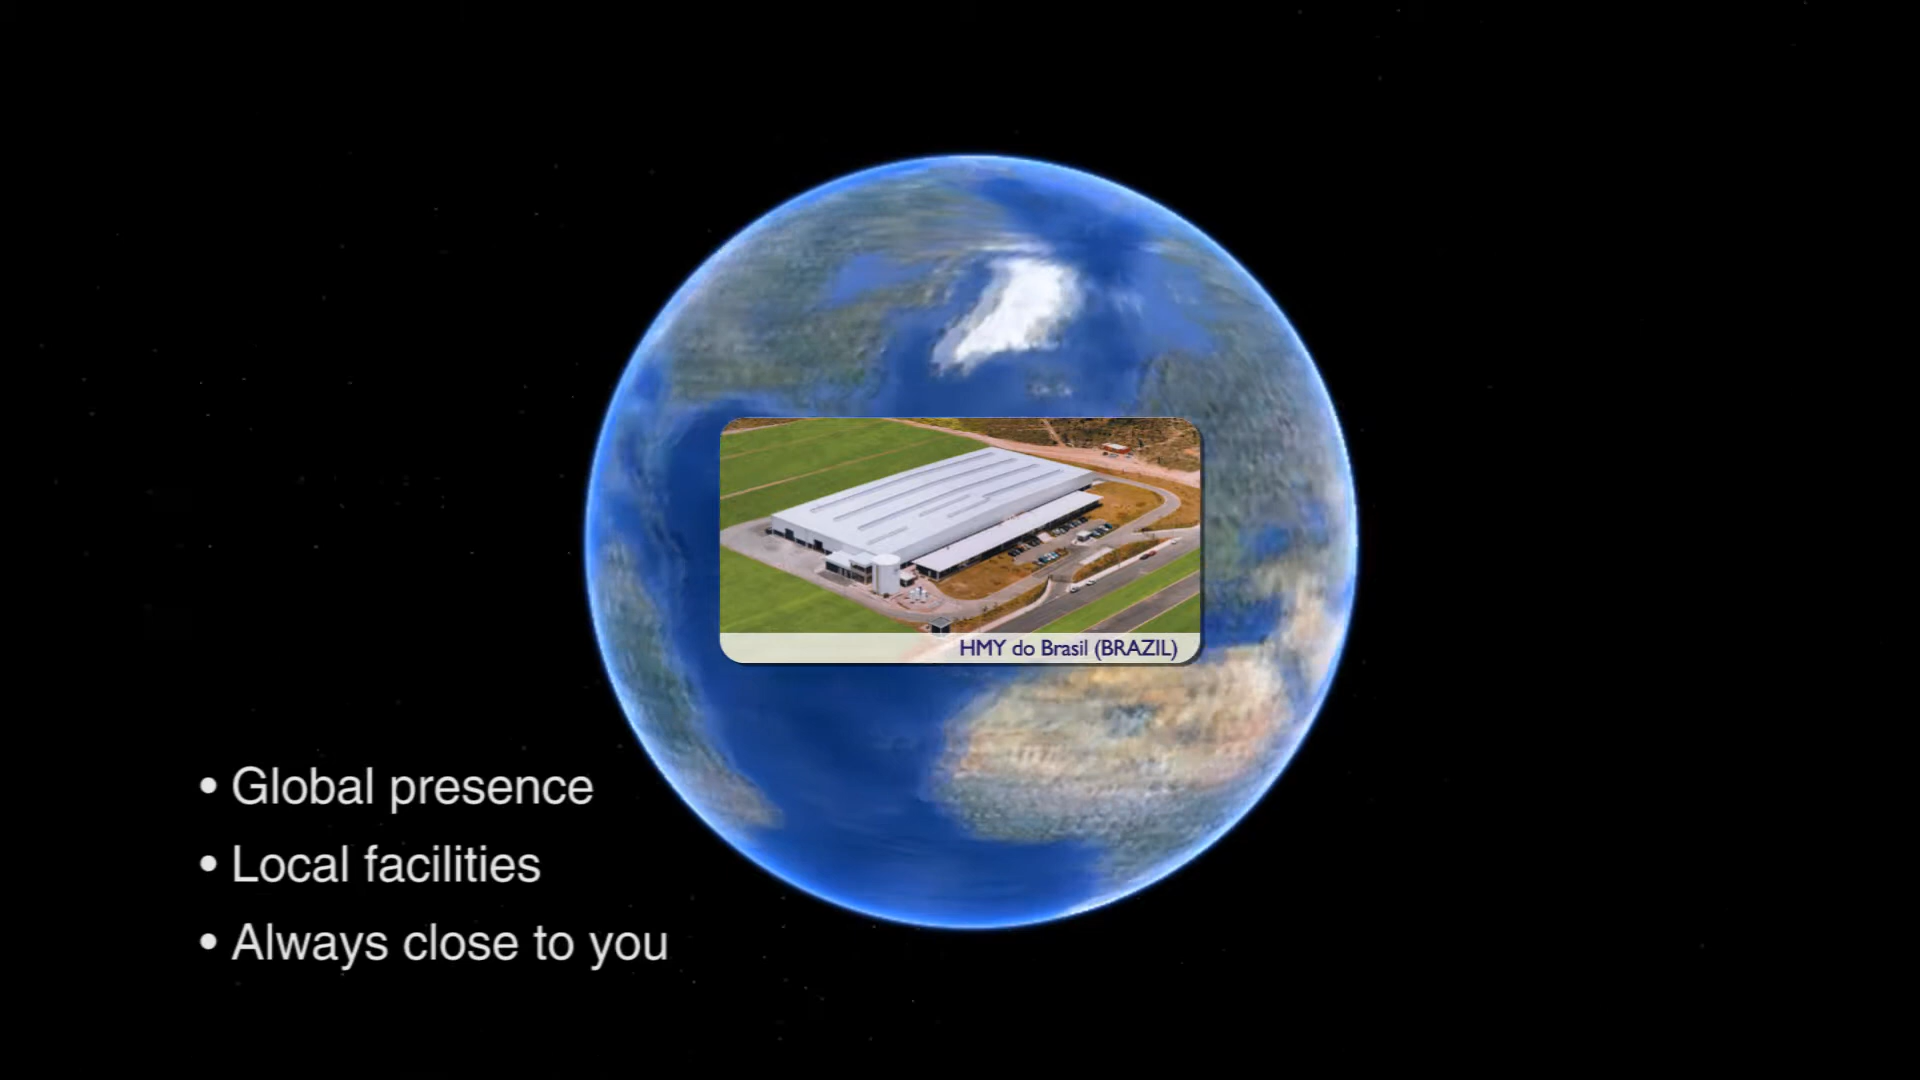 HMY do Brasil (BRAZIL)
• Global presence
• Local facilities
• Always close to you